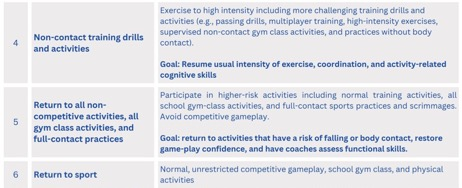 Exercise to high intensity including more challenging training drills and
activities (e.g., passing drills, multiplayer training, high-intensity exercises,
supervised non-contact gym class activities, and practices without body
contact).
4
Non-contact training drills
and activities
Goal: Resume usual intensity of exercise, coordination, and activity-related
cognitive skills
Participate in higher-risk activities including normal training activities, all
school gym-class activities, and full-contact sports practices and scrimmages.
Avoid competitive gameplay.
5
Return to all non-
competitive activities, all
gym class activities, and
full-contact practices
Goal: return to activities that have a risk of falling or body contact, restore
game-play confidence, and have coaches assess functional skills.
6
Return to sport
Normal, unrestricted competitive gameplay, school gym class, and physical
activities